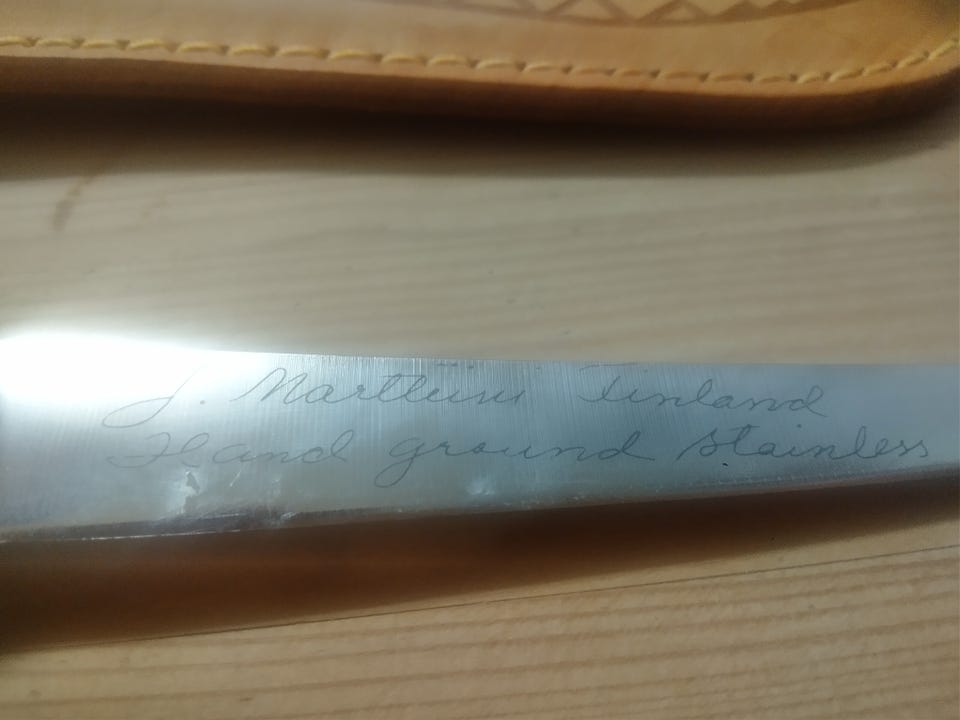 J. Marttiini Finland
Hand ground stainless